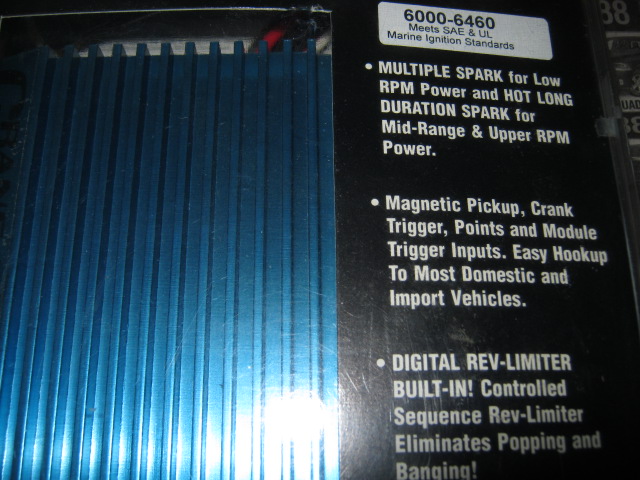 6000-6460
Meets SAE & UL
Marine Ignition Standards
• MULTIPLE SPARK for Low
RPM Power and HOT LONG
DURATION SPARK for
Mid-Range & Upper RPM
Power.
• Magnetic Pickup, Crank
Trigger, Points and Module
Trigger Inputs. Easy Hookup
To Most Domestic and
Import Vehicles.
• DIGITAL REV-LIMITER
BUILT-IN! Controlled
Sequence Rev-Limiter
Eliminates Popping and
Banging!